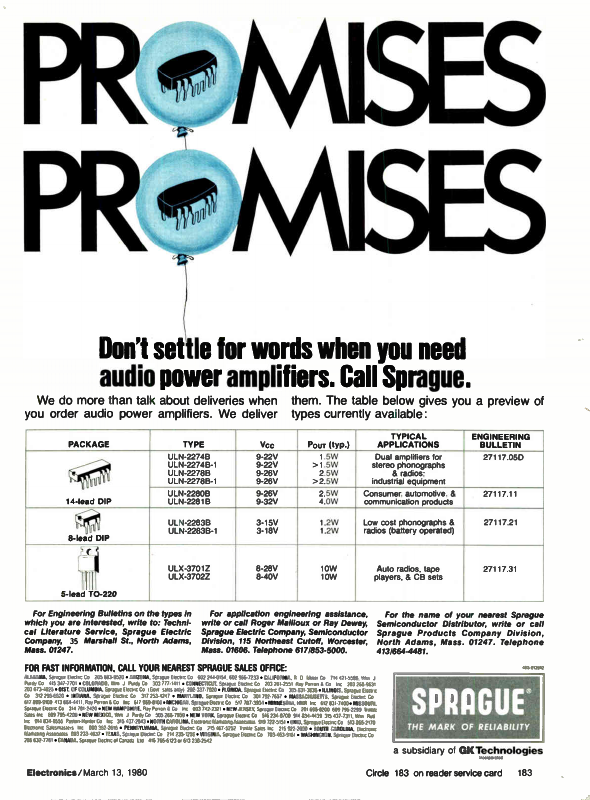 PROMISES
PROMISES
Don't settle for words when you need
audio power amplifiers. Call Sprague.
We do more than talk about deliveries when
you order audio power amplifiers. We deliver
them. The table below gives you a preview of
types currently available:
PACKAGE TYPE VCC POUT (typ.) TYPICAL APPLICATIONS ENGINEERING BULLETIN
14-lead DIP
ULN-2274B 9-22V 1.5W
ULN-2274B-1 9-22V >1.5W
ULN-2278B 9-26V 2.5W
ULN-2278B-1 9-26V >2.5W
Dual amplifiers for
stereo phonographs
& radios:
industrial equipment
27117.05D
ULN-2280B 9-26V 2.5W
ULN-2281B 9-32V 4.0W
Consumer, automotive, &
communication products
27117.11
8-lead DIP
ULN-2283B 3-15V 1.2W
ULN-2283B-1 3-18V 1.2W
Low cost phonographs &
radios (battery operated)
27117.21
5-lead TO-220
ULX-3701Z 8-26V 10W
ULX-3702Z 8-40V 10W
Auto radios, tape
players, & CB sets
27117.31
For Engineering Bulletins on the types in
which you are interested, write to: Techni-
cal Literature Service, Sprague Electric
Company, 35 Marshall St., North Adams,
Mass. 01247.
For application engineering assistance,
write or call Roger Mailloux or Ray Dewey,
Sprague Electric Company, Semiconductor
Division, 115 Northeast Cutoff, Worcester,
Mass. 01606. Telephone 617/853-5000.
For the name of your nearest Sprague
Semiconductor Distributor, write or call
Sprague Products Company Division,
North Adams, Mass. 01247. Telephone
413/664-4481.
FOR FAST INFORMATION, CALL YOUR NEAREST SPRAGUE SALES OFFICE:
SPRAGUE®
THE MARK OF RELIABILITY
a subsidiary of GK Technologies
Incorporated
Electronics/March 13, 1980
Circle 183 on reader service card 183